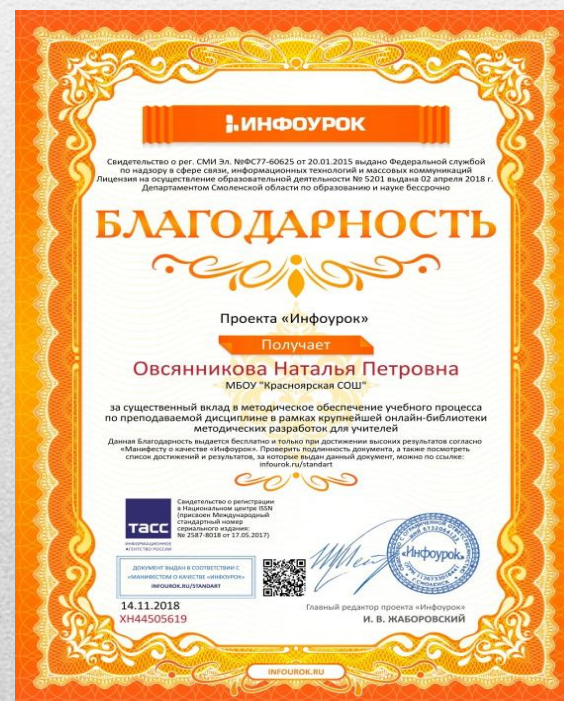 ИНФОУРОК
Свидетельство о рег. СМИ Эл. №ФС77-60625 от 20.01.2015 выдано Федеральной службой
по надзору в сфере связи, информационных технологий и массовых коммуникаций
Лицензия на осуществление образовательной деятельности № 5201 выдана 02 апреля 2018 г.
Департаментом Смоленской области по образованию и науке бессрочно
БЛАГОДАРНОСТЬ
Проекта «Инфоурок»
Получает
Овсянникова Наталья Петровна
МБОУ "Красноярская СОШ"
за существенный вклад в методическое обеспечение учебного процесса
по преподаваемой дисциплине в рамках крупнейшей онлайн-библиотеки
методических разработок для учителей
Данная Благодарность выдается бесплатно и только при достижении высоких результатов согласно
«Манифесту о качестве «Инфоурок». Проверить подлинность документа, а также посмотреть
список достижений и результатов, за которые выдан данный документ, можно по ссылке:
infourok.ru/standart
ТАСС
ИНФОРМАЦИОННОЕ
АГЕНТСТВО РОССИИ
Свидетельство о регистрации
в Национальном центре ISSN
(присвоен Международный
стандартный номер
сериального издания:
№ 2587-8018 от 17.05.2017)
ДОКУМЕНТ ВЫДАН В СООТВЕТСТВИИ С
«МАНИФЕСТОМ О КАЧЕСТВЕ «ИНФОУРОК»
INFOUROK.RU/STANDART
«Инфоурок»
14.11.2018
ХН44505619
Главный редактор проекта «Инфоурок»
И. В. ЖАБОРОВСКИЙ
INFOUROK.RU